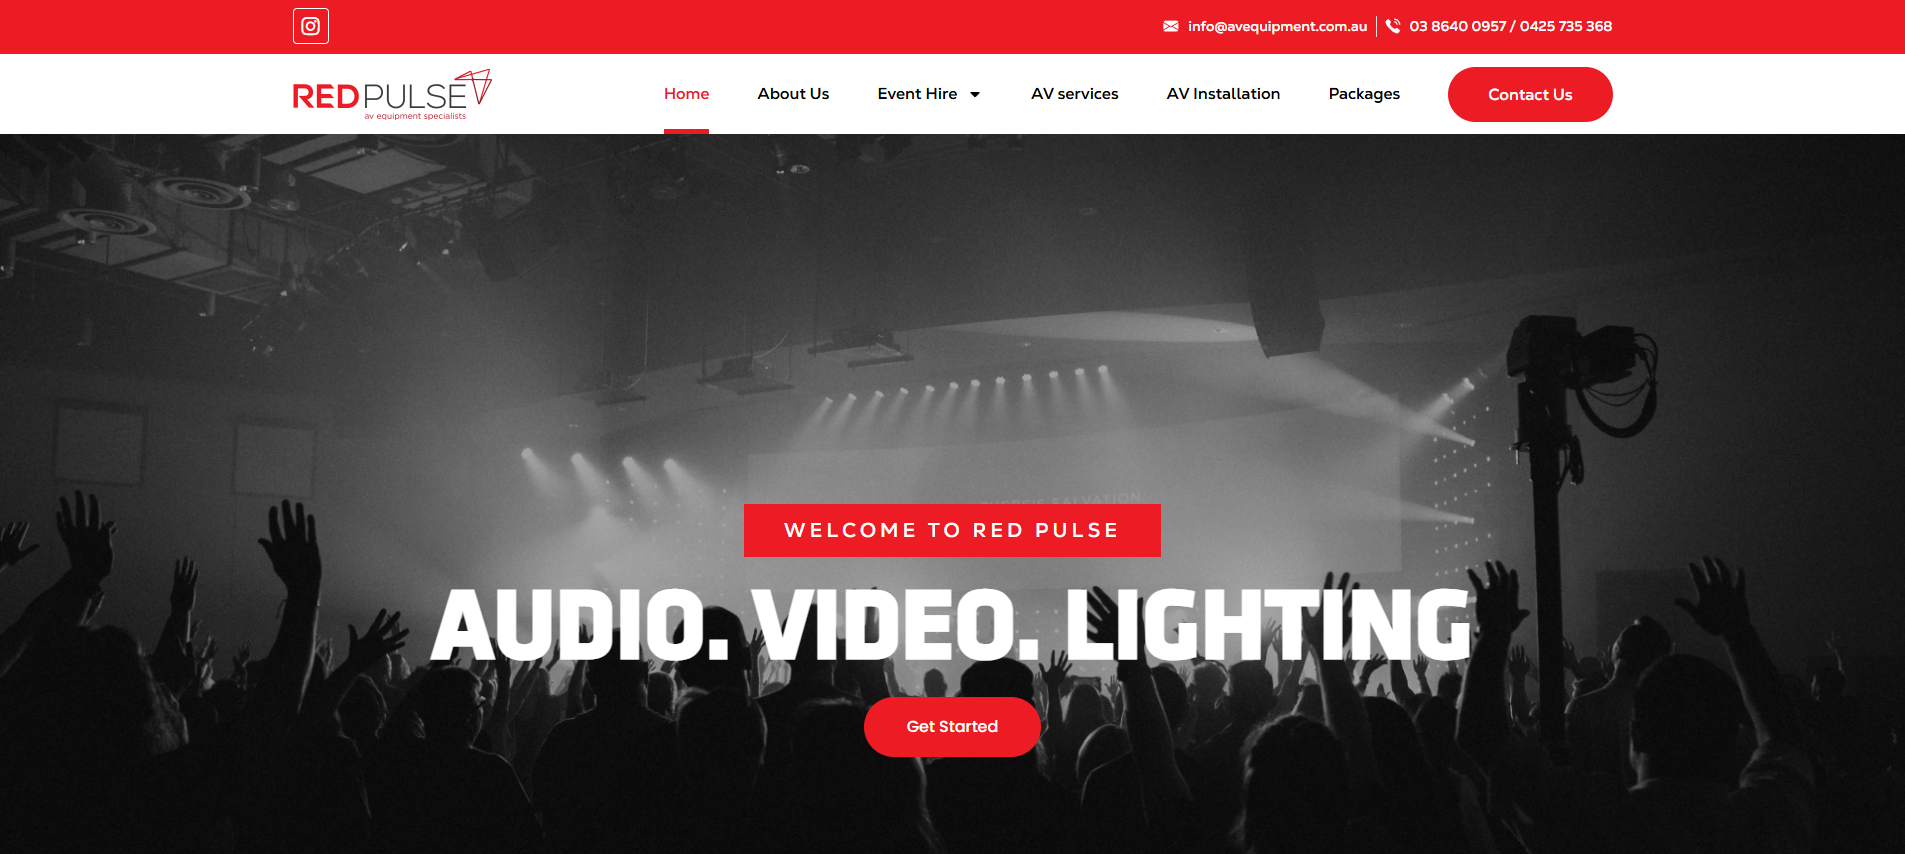 info@avequipment.com.au
03 8640 0957 / 0425 735 368
REDPULSE
av equipment specialists
Home
About Us
Event Hire
AV services
AV Installation
Packages
Contact Us
SALVATION
WELCOME TO RED PULSE
AUDIO. VIDEO. LIGHTING
Get Started